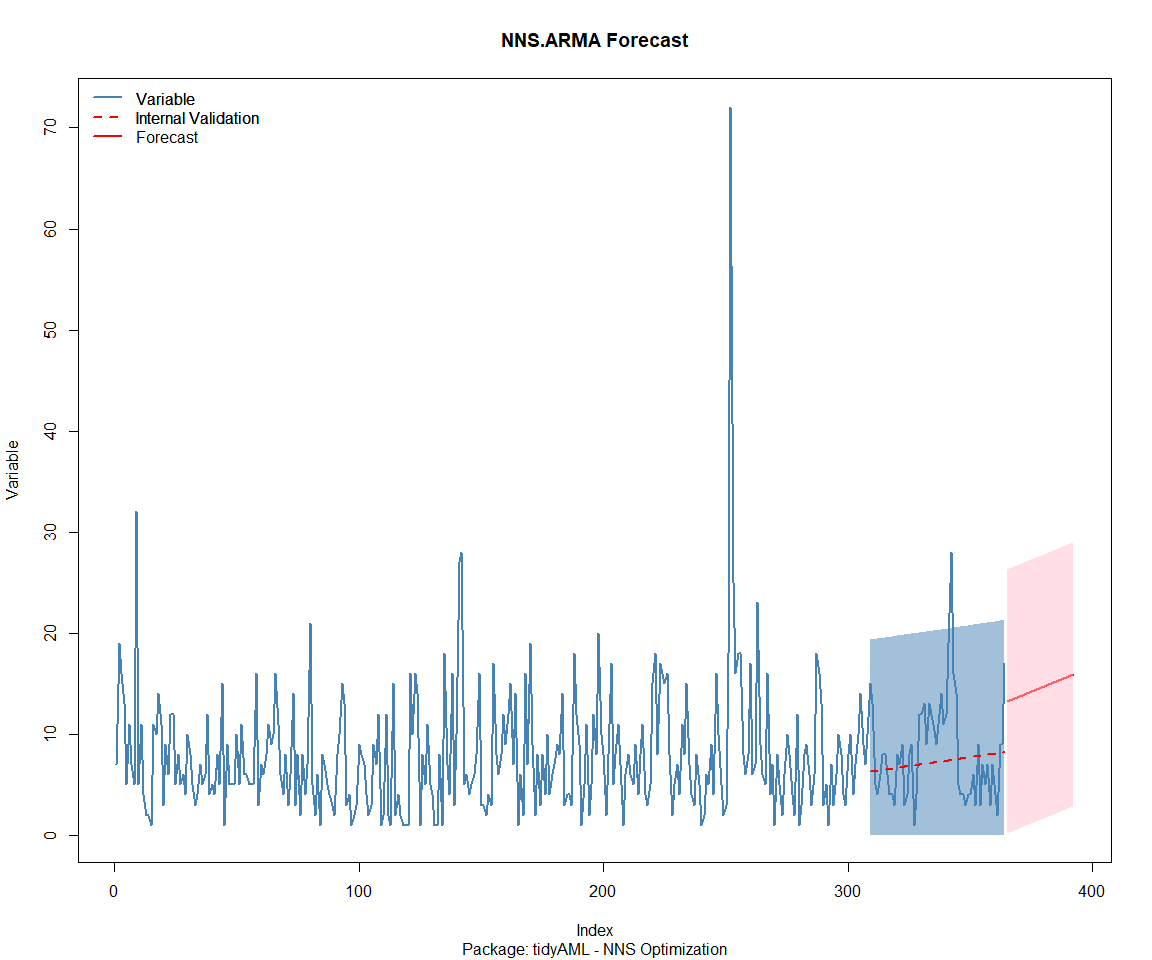 NNS.ARMA Forecast
Variable
Internal Validation
Forecast
70
60
50
40
30
20
10
0
Variable
0
100
200
300
400
Index
Package: tidyAML - NNS Optimization